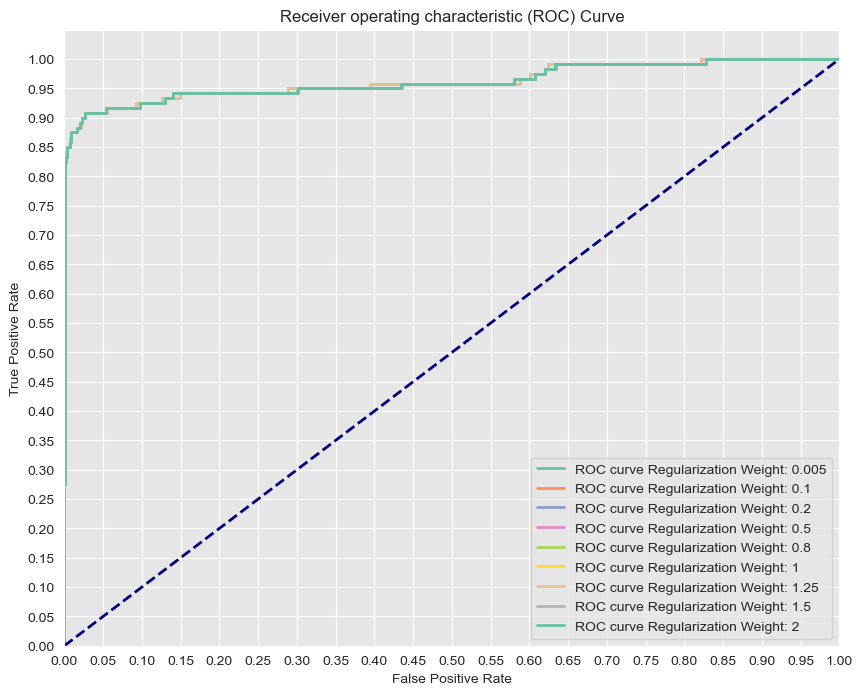 Receiver operating characteristic (ROC) Curve
True Positive Rate
1.00
0.95
0.90
0.85
0.80
0.75
0.70
0.65
0.60
0.55
0.50
0.45
0.40
0.35
0.30
0.25
0.20
0.15
0.10
0.05
0.00
ROC curve Regularization Weight: 0.005
ROC curve Regularization Weight: 0.1
ROC curve Regularization Weight: 0.2
ROC curve Regularization Weight: 0.5
ROC curve Regularization Weight: 0.8
ROC curve Regularization Weight: 1
ROC curve Regularization Weight: 1.25
ROC curve Regularization Weight: 1.5
ROC curve Regularization Weight: 2
0.00 0.05 0.10 0.15 0.20 0.25 0.30 0.35 0.40 0.45 0.50 0.55 0.60 0.65 0.70 0.75 0.80 0.85 0.90 0.95 1.00
False Positive Rate